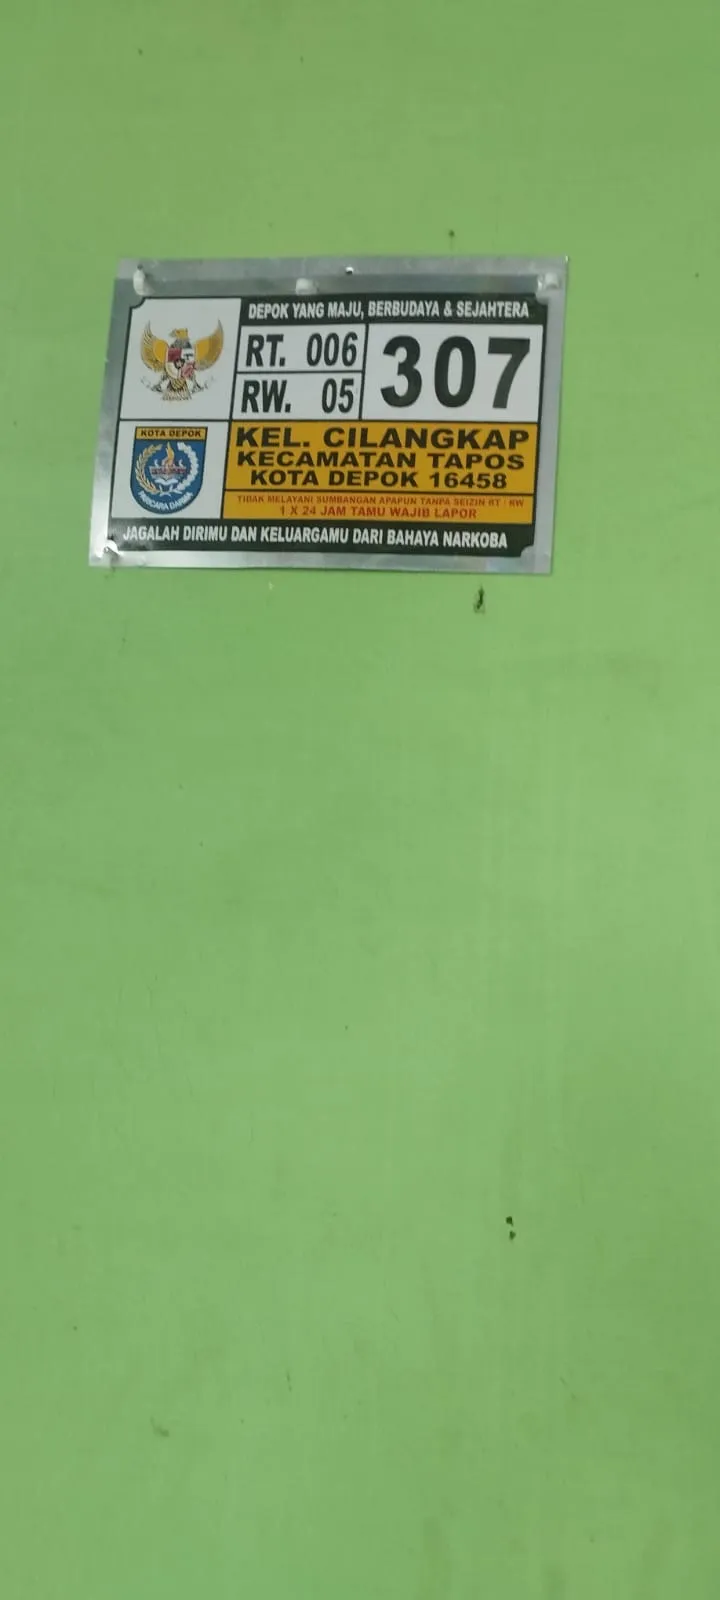 DEPOK YANG MAJU, BERBUDAYA & SEJAHTERA
RT. 006
RW. 05
307
KOTA DEPOK
PARICARA DARMA
KEL. CILANGKAP
KECAMATAN TAPOS
KOTA DEPOK 16458
TIDAK MELAYANI SUMBANGAN APAPUN TANPA SEIZIN RT / RW
1 X 24 JAM TAMU WAJIB LAPOR
JAGALAH DIRIMU DAN KELUARGAMU DARI BAHAYA NARKOBA